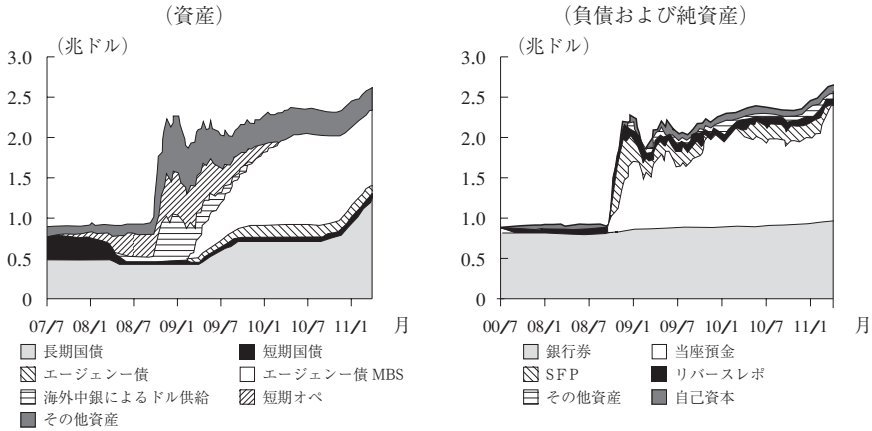 （資産）
（兆ドル）
3.0
2.5
2.0
1.5
1.0
0.5
0
07/7 08/1 08/7 09/1 09/7 10/1 10/7 11/1 月
長期国債 短期国債
エージェンー債 エージェンー債 MBS
海外中銀によるドル供給 短期オペ
その他資産
（負債および純資産）
（兆ドル）
3.0
2.5
2.0
1.5
1.0
0.5
0
00/7 08/1 08/7 09/1 09/7 10/1 10/7 11/1 月
銀行券 当座預金
SFP リバースレポ
その他資産 自己資本